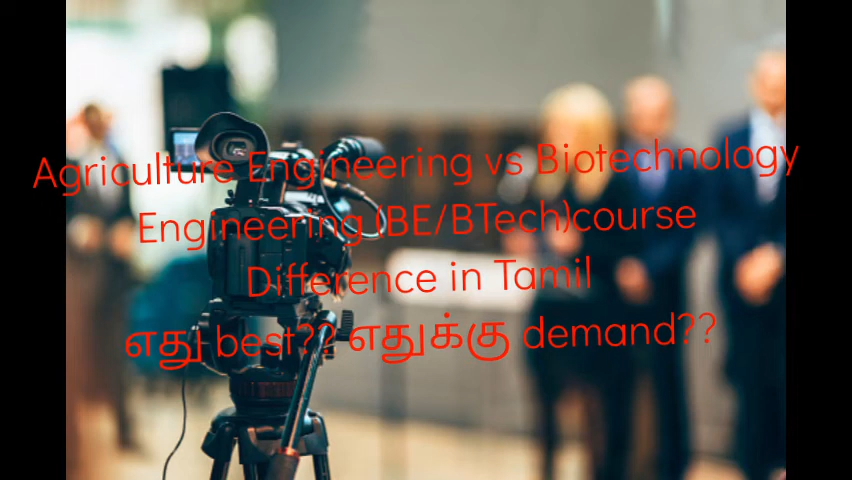 Agriculture Engineering vs Biotechnology
Engineering (BE/BTech)course
Difference in Tamil
எது best?? எதுக்கு demand??